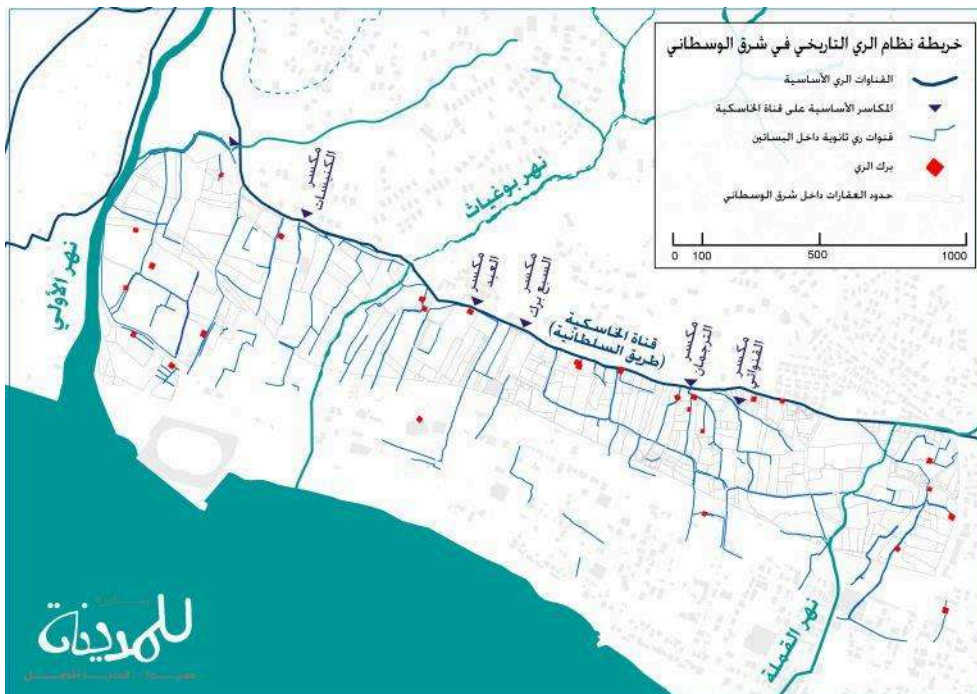 خريطة نظام الري التاريخي في شرق الوسطاني
القناوات الري الأساسية
المكاسر الأساسية على قناة الخاسكية
قنوات ري ثانوية داخل البساتين
برك الري
حدود العقارات داخل شرق الوسطاني
0 100 500 1000
مكسر
الكنيسات
نهر بوغياث
نهر الأولي
مكسر
العبد
مكسر
السبع برك
قناة الخاسكية
(طريق السلطانية)
مكسر
الترجمان
مكسر
القنواتي
نهر القملة
للمدينة